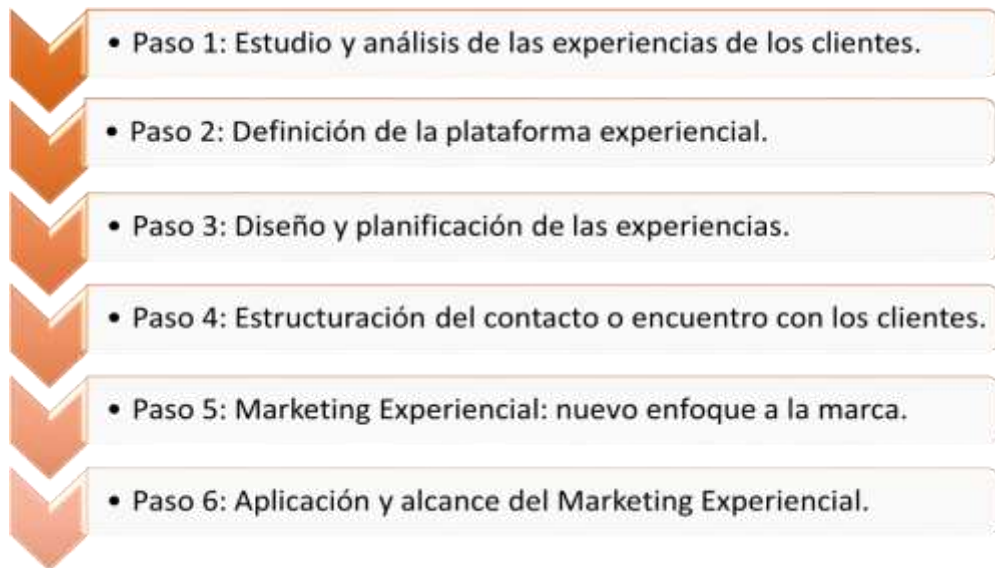 • Paso 1: Estudio y análisis de las experiencias de los clientes.
• Paso 2: Definición de la plataforma experiencial.
• Paso 3: Diseño y planificación de las experiencias.
• Paso 4: Estructuración del contacto o encuentro con los clientes.
• Paso 5: Marketing Experiencial: nuevo enfoque a la marca.
• Paso 6: Aplicación y alcance del Marketing Experiencial.